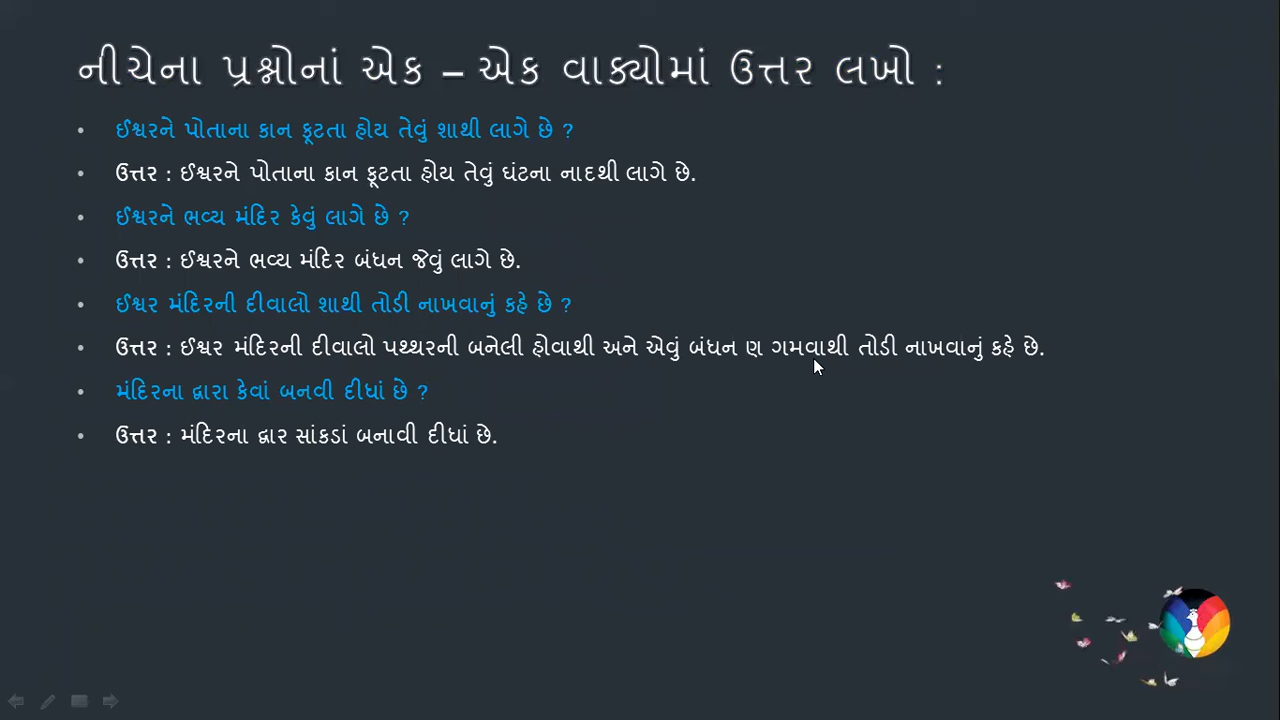 નીચેના પ્રશ્નોનાં એક – એક વાક્યોમાં ઉત્તર લખો :
• ઈશ્વરને પોતાના કાન ફૂટતા હોય તેવું શાથી લાગે છે ?
• ઉત્તર : ઈશ્વરને પોતાના કાન ફૂટતા હોય તેવું ઘંટના નાદથી લાગે છે.
• ઈશ્વરને ભવ્ય મંદિર કેવું લાગે છે ?
• ઉત્તર : ઈશ્વરને ભવ્ય મંદિર બંધન જેવું લાગે છે.
• ઈશ્વર મંદિરની દીવાલો શાથી તોડી નાખવાનું કહે છે ?
• ઉત્તર : ઈશ્વર મંદિરની દીવાલો પથ્થરની બનેલી હોવાથી અને એવું બંધન ણ ગમવાથી તોડી નાખવાનું કહે છે.
• મંદિરના દ્વારા કેવાં બનવી દીધાં છે ?
• ઉત્તર : મંદિરના દ્વાર સાંકડાં બનાવી દીધાં છે.